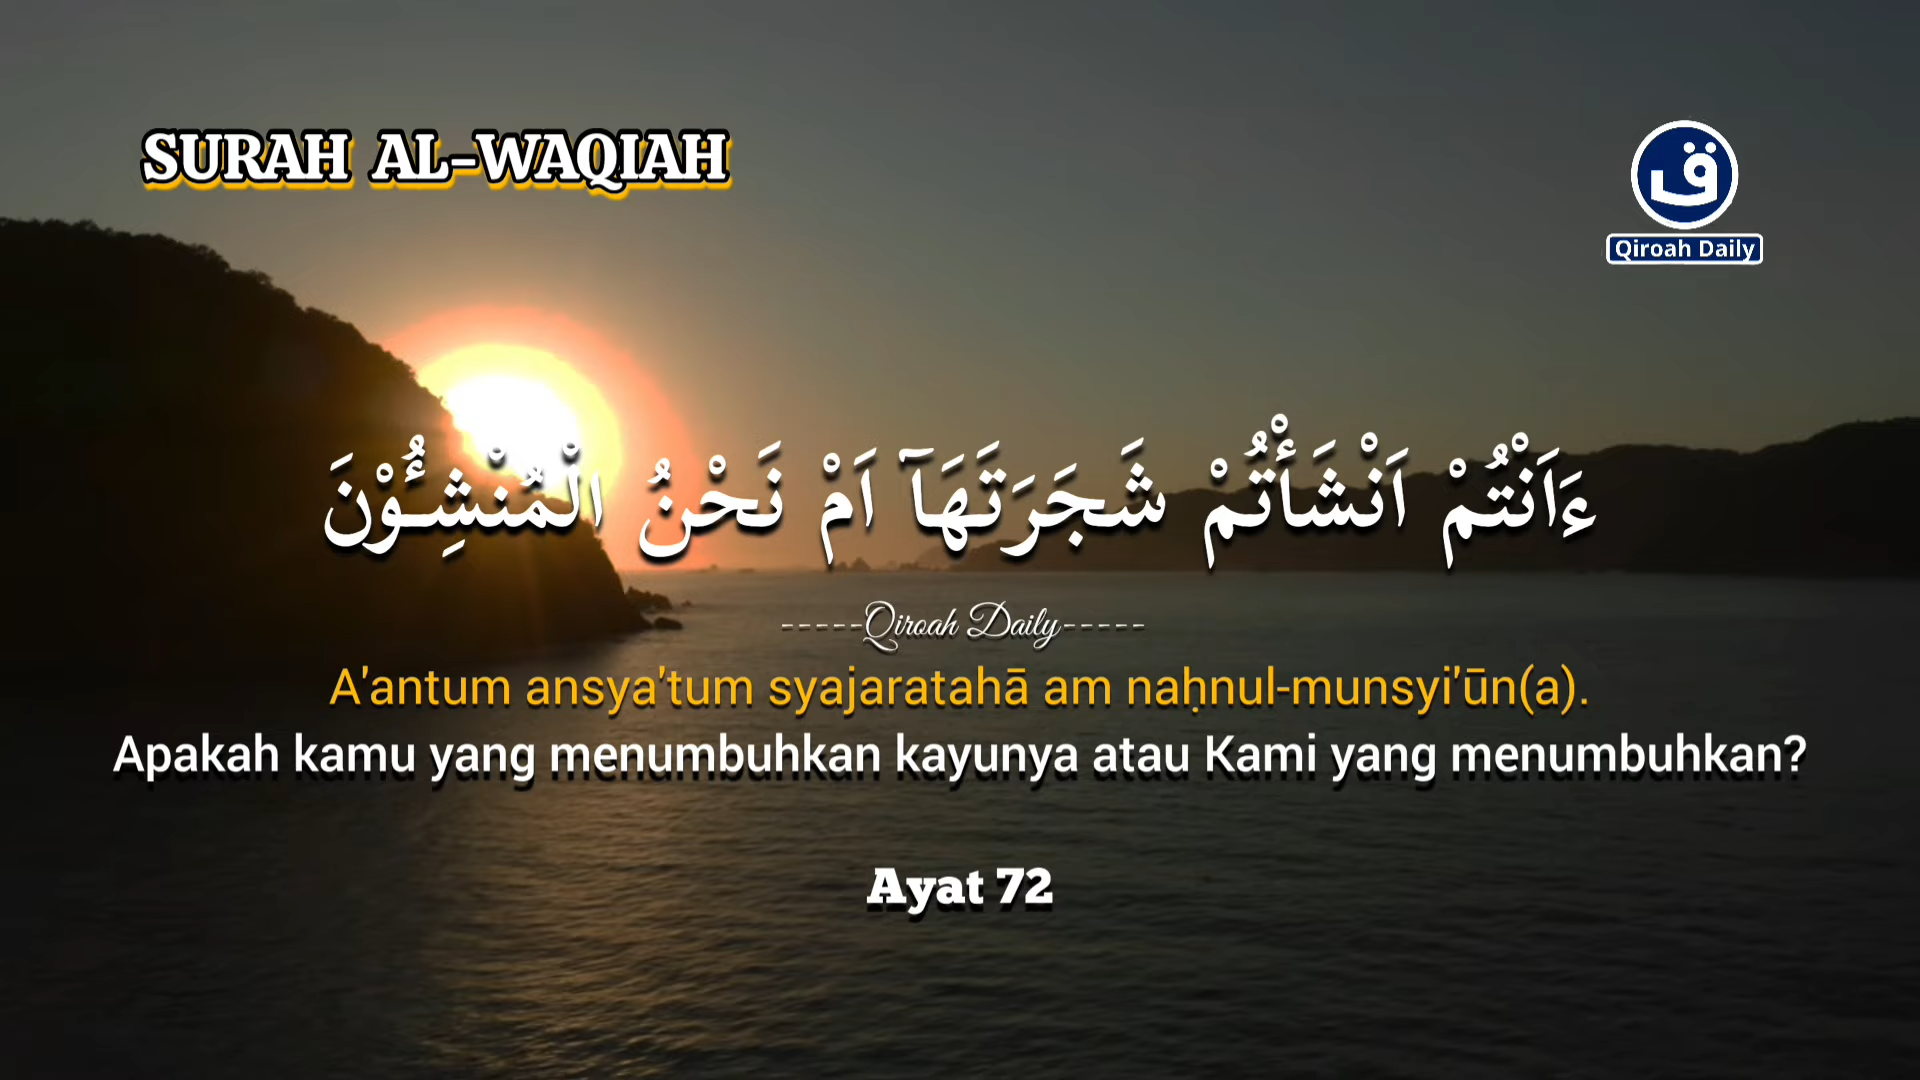 SURAH AL-WAQIAH
ق
Qiroah Daily
ءَاَنْتُمْ اَنْشَأْتُمْ شَجَرَتَهَآ اَمْ نَحْنُ الْمُنْشِـُٔوْنَ
-----Qiroah Daily-----
A'antum ansya'tum syajaratahā am naḥnul-munsyi'ūn(a).
Apakah kamu yang menumbuhkan kayunya atau Kami yang menumbuhkan?
Ayat 72